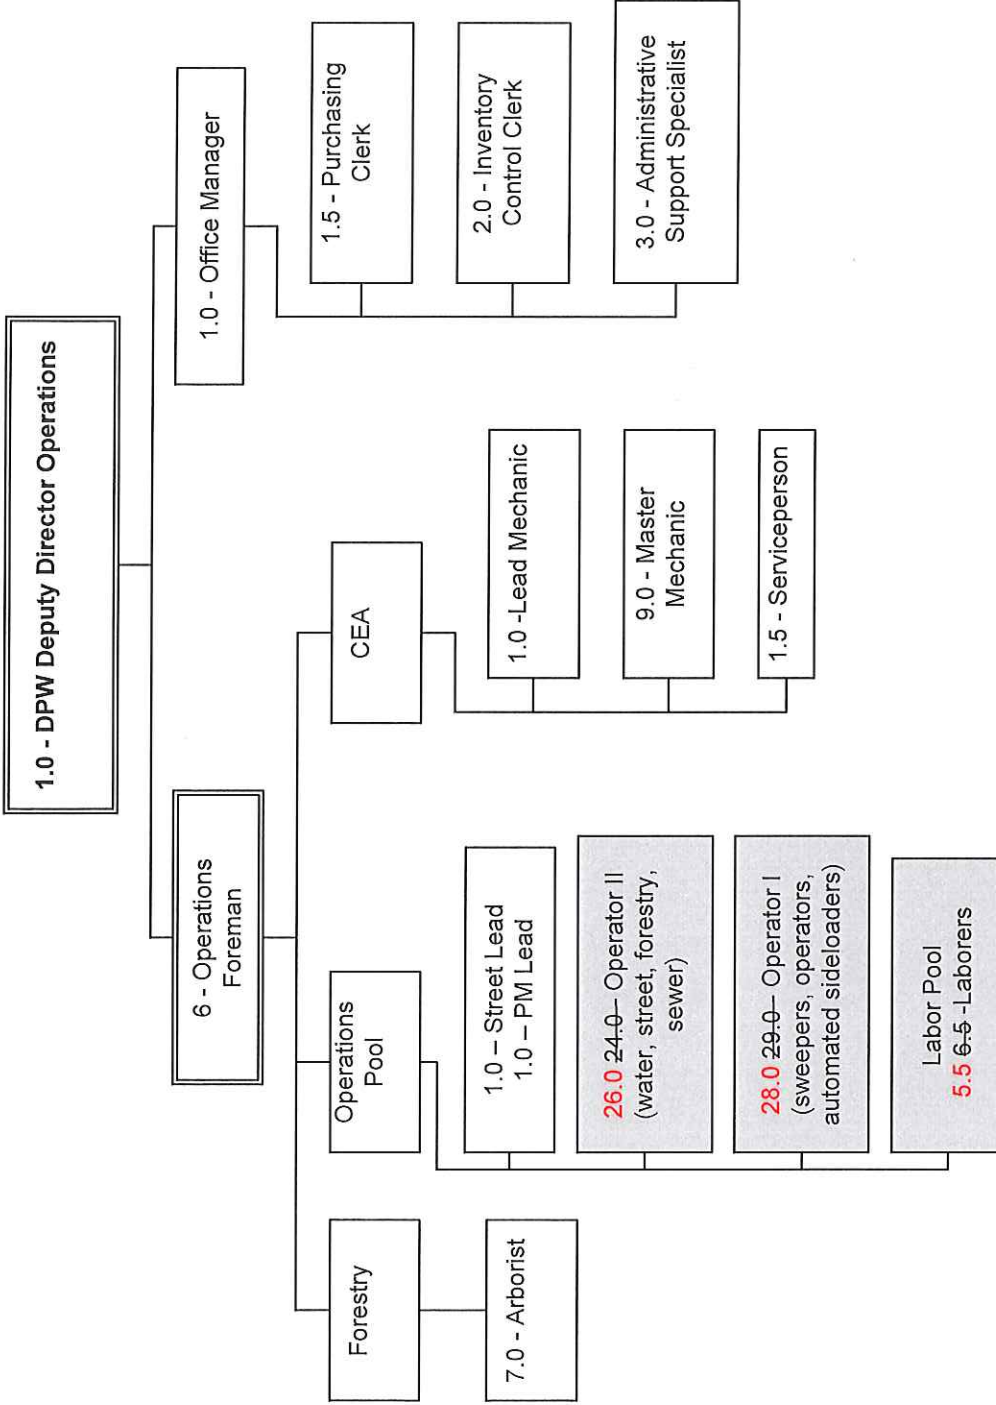 1.0 - DPW Deputy Director Operations
6 - Operations
Foreman
1.0 - Office Manager
Forestry
Operations
Pool
CEA
7.0 - Arborist
1.0 – Street Lead
1.0 – PM Lead
26.0 24.0 – Operator II
(water, street, forestry,
sewer)
28.0 29.0 – Operator I
(sweepers, operators,
automated sideloaders)
Labor Pool
5.5 6.5 -Laborers
1.0 -Lead Mechanic
9.0 - Master
Mechanic
1.5 - Serviceperson
1.5 - Purchasing
Clerk
2.0 - Inventory
Control Clerk
3.0 - Administrative
Support Specialist